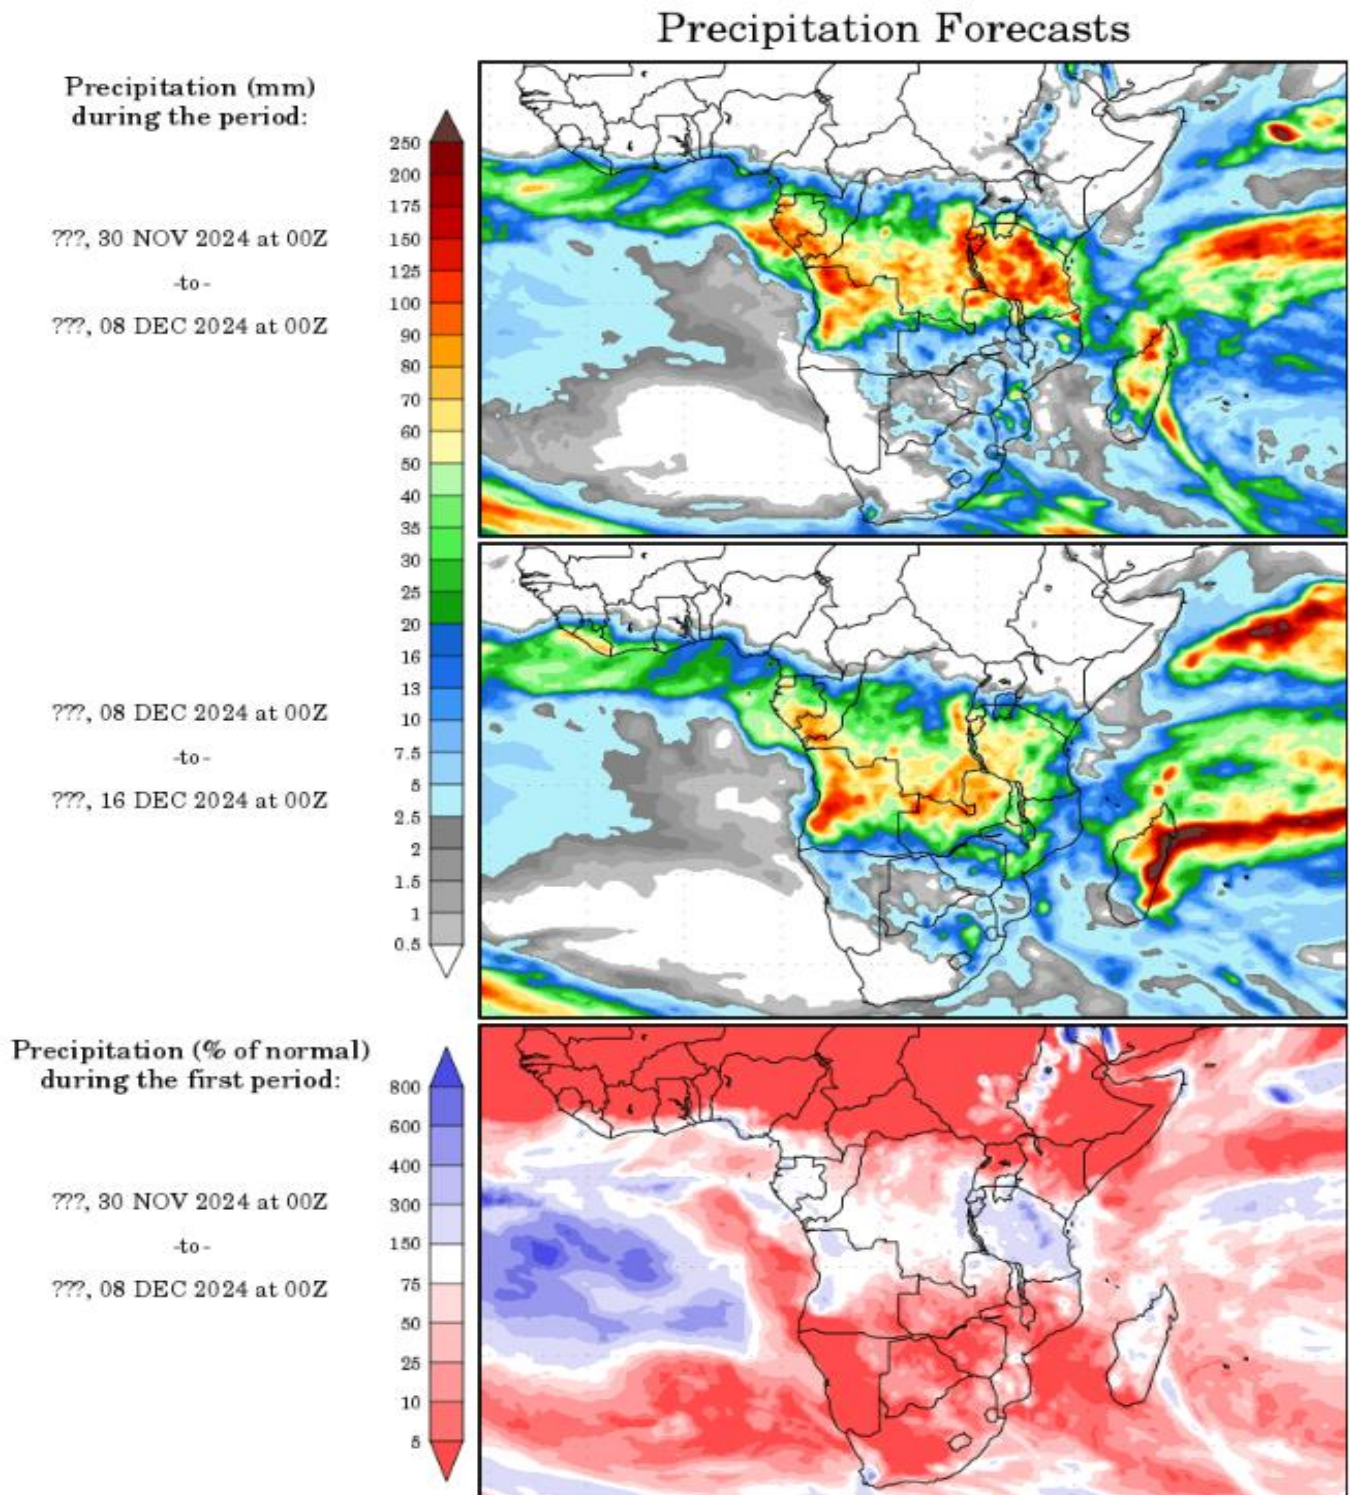 Precipitation Forecasts
Precipitation (mm)
during the period:
???, 30 NOV 2024 at 00Z
-to-
???, 08 DEC 2024 at 00Z
250
200
175
150
125
100
90
80
70
60
50
40
35
30
25
20
16
13
10
7.5
5
2.5
2
1.5
1
0.5
???, 08 DEC 2024 at 00Z
-to-
???, 16 DEC 2024 at 00Z
Precipitation (% of normal)
during the first period:
???, 30 NOV 2024 at 00Z
-to-
???, 08 DEC 2024 at 00Z
800
600
400
300
150
75
50
25
10
5